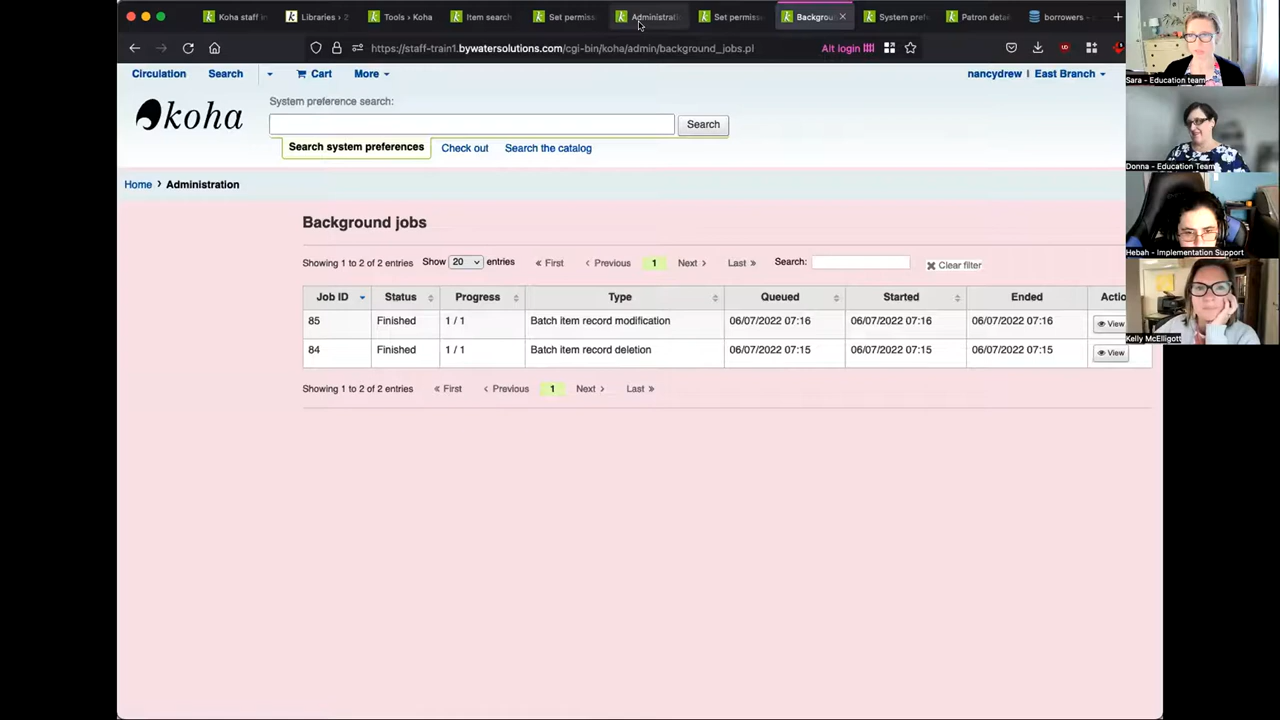 Koha staff in
Libraries › 2
Tools › Koha
Item search
Set permis
Administrati
Set permis
Backgrou
System pref
Patron detai
borrowers –
https://staff-train1.bywatersolutions.com/cgi-bin/koha/admin/background_jobs.pl
Alt login
Circulation
Search
Cart
More
nancydrew | East Branch
koha
System preference search:
Search
Search system preferences
Check out
Search the catalog
Home › Administration
Background jobs
Showing 1 to 2 of 2 entries Show 20 entries « First ‹ Previous 1 Next › Last » Search: Clear filter
Job ID Status Progress Type Queued Started Ended Actio
85 Finished 1 / 1 Batch item record modification 06/07/2022 07:16 06/07/2022 07:16 06/07/2022 07:16 View
84 Finished 1 / 1 Batch item record deletion 06/07/2022 07:15 06/07/2022 07:15 06/07/2022 07:15 View
Showing 1 to 2 of 2 entries « First ‹ Previous 1 Next › Last »
Sara - Education team
Donna - Education Team
Hebah - Implementation Support
Kelly McElligott